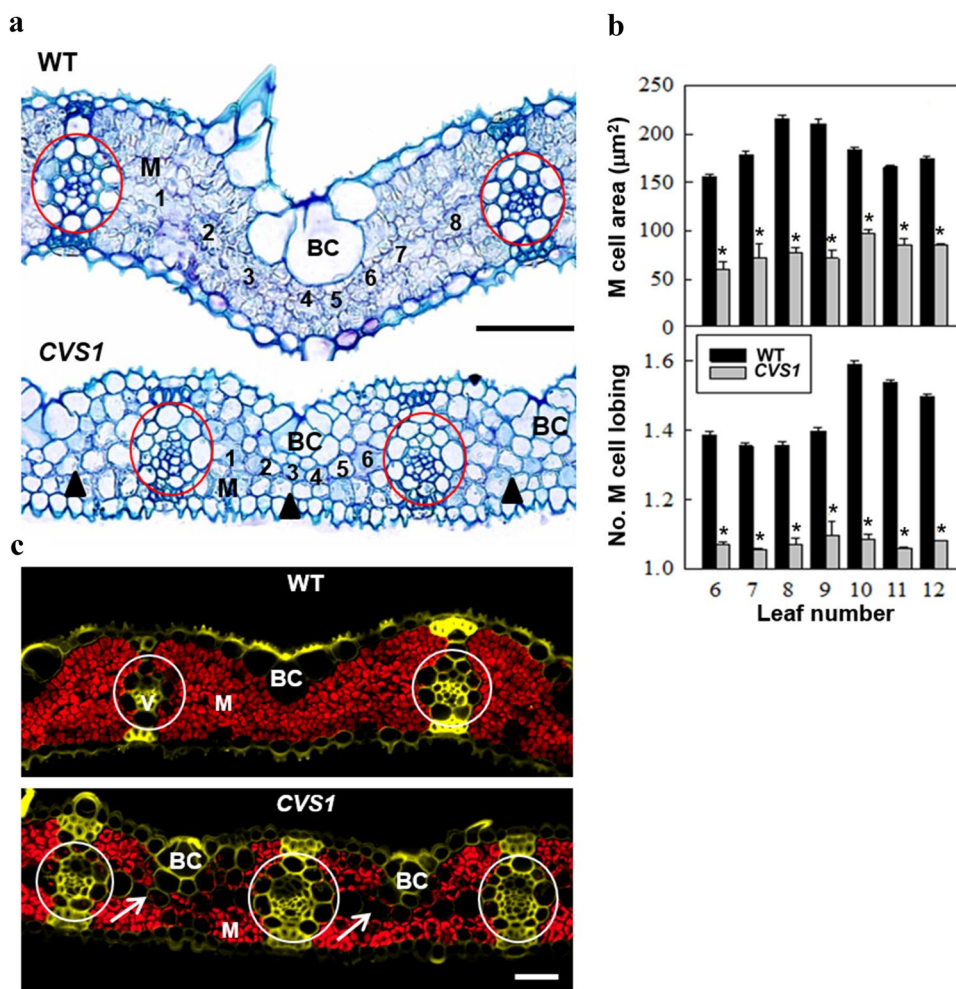 a
WT
M
1
2
3
4
5
6
7
8
BC
CVS1
BC
BC
1
2
3
4
5
6
M
b
250
200
150
100
50
0
M cell area (µm²)
* * * * * * *
WT
CVS1
1.6
1.4
1.2
1.0
No. M cell lobing
* * * * * * *
6 7 8 9 10 11 12
Leaf number
c
WT
BC
V
M
CVS1
BC
BC
M